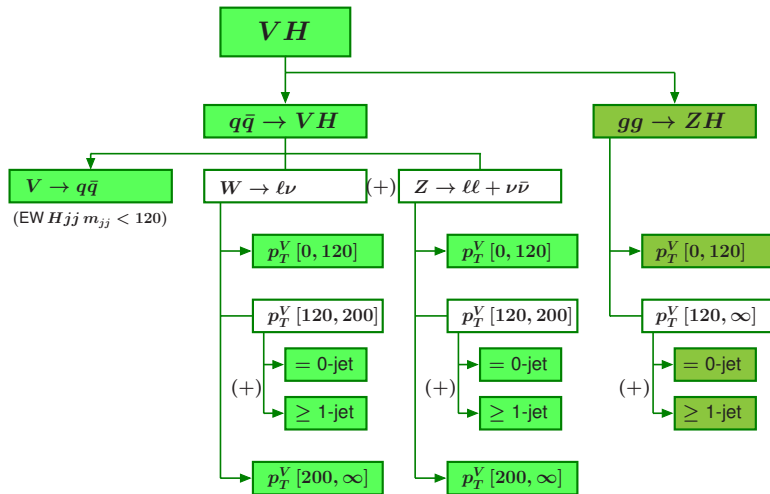 VH
qq̄ → VH
gg → ZH
V → qq̄
W → ℓν
(+)
Z → ℓℓ + νν̄
(EW Hjj m_jj < 120)
p_T^V [0, 120]
p_T^V [0, 120]
p_T^V [0, 120]
p_T^V [120, 200]
p_T^V [120, 200]
p_T^V [120, ∞]
= 0-jet
= 0-jet
= 0-jet
(+)
(+)
(+)
≥ 1-jet
≥ 1-jet
≥ 1-jet
p_T^V [200, ∞]
p_T^V [200, ∞]